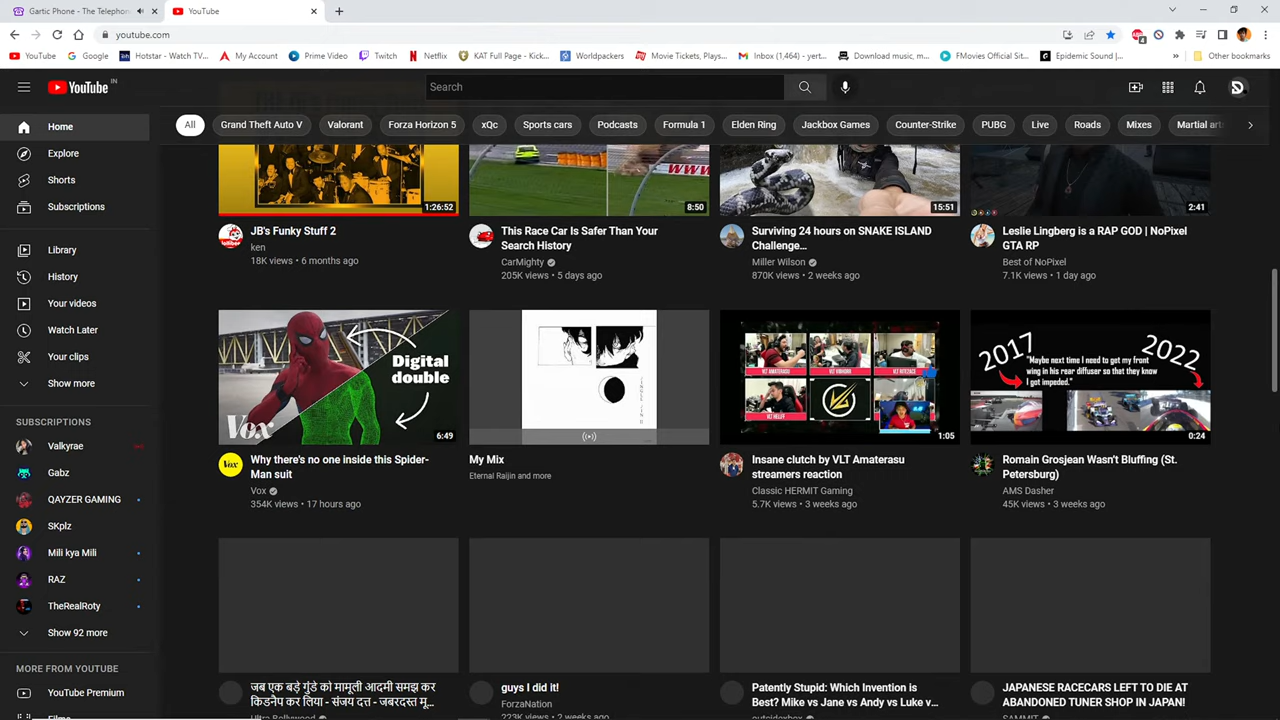 Gartic Phone - The Telephon
YouTube
youtube.com
YouTube
Google
Hotstar - Watch TV...
My Account
Prime Video
Twitch
Netflix
KAT Full Page - Kick...
Worldpackers
Movie Tickets, Plays...
Inbox (1,464) - yert...
Download music, m...
FMovies Official Sit...
Epidemic Sound |...
»
Other bookmarks
YouTube IN
Search
All
Grand Theft Auto V
Valorant
Forza Horizon 5
xQc
Sports cars
Podcasts
Formula 1
Elden Ring
Jackbox Games
Counter-Strike
PUBG
Live
Roads
Mixes
Martial arts
Home
Explore
Shorts
Subscriptions
Library
History
Your videos
Watch Later
Your clips
Show more
SUBSCRIPTIONS
Valkyrae
Gabz
QAYZER GAMING
SKplz
Mili kya Mili
RAZ
TheRealRoty
Show 92 more
MORE FROM YOUTUBE
YouTube Premium
Films
1:26:52
JB's Funky Stuff 2
ken
18K views • 6 months ago
WWW
8:50
This Race Car Is Safer Than Your
Search History
CarMighty
205K views • 5 days ago
15:51
Surviving 24 hours on SNAKE ISLAND
Challenge...
Miller Wilson
870K views • 2 weeks ago
2:41
Leslie Lingberg is a RAP GOD | NoPixel
GTA RP
Best of NoPixel
7.1K views • 1 day ago
Digital
double
Vox
6:49
Why there's no one inside this Spider-
Man suit
Vox
354K views • 17 hours ago
My Mix
Eternal Raijin and more
VLT AMATERASU
VLT RITEZACE
VLT HELLFF
1:05
Insane clutch by VLT Amaterasu
streamers reaction
Classic HERMIT Gaming
5.7K views • 3 weeks ago
2017
2022
"Maybe next time I need to get my front
wing in his rear diffuser so that they know
I got impeded."
0:24
Romain Grosjean Wasn't Bluffing (St.
Petersburg)
AMS Dasher
45K views • 3 weeks ago
जब एक बड़े गुंडे को मामूली आदमी समझ कर
किडनैप कर लिया - संजय दत्त - जबरदस्त मू...
Ultra Bollywood
guys I did it!
ForzaNation
223K views • 2 weeks ago
Patently Stupid: Which Invention is
Best? Mike vs Jane vs Andy vs Luke v...
outsidexbox
JAPANESE RACECARS LEFT TO DIE AT
ABANDONED TUNER SHOP IN JAPAN!
SAMMIT